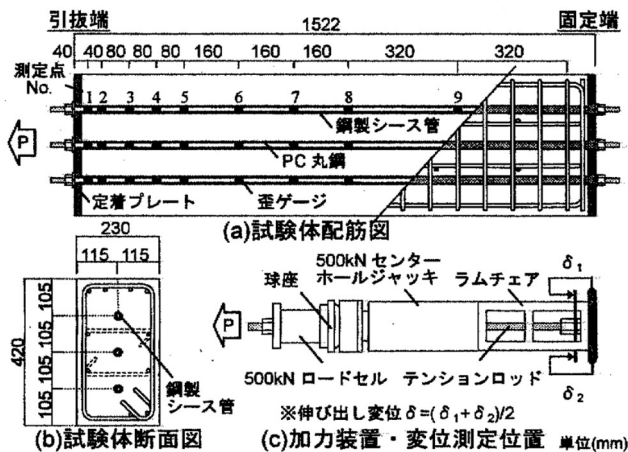 引抜端
1522
固定端
40 40 80 80 80 160 160 160 320 320
測定点
No.
1 2 3 4 5 6 7 8 9
鋼製シース管
P
PC 丸鋼
定着プレート
歪ゲージ
(a)試験体配筋図
230
115 115
420
105 105 105 105
鋼製
シース管
(b)試験体断面図
500kN センター
ホールジャッキ
球座
ラムチェア
δ1
P
500kN ロードセル
テンションロッド
δ2
※伸び出し変位 δ=(δ1+δ2)/2
(c)加力装置・変位測定位置
単位(mm)